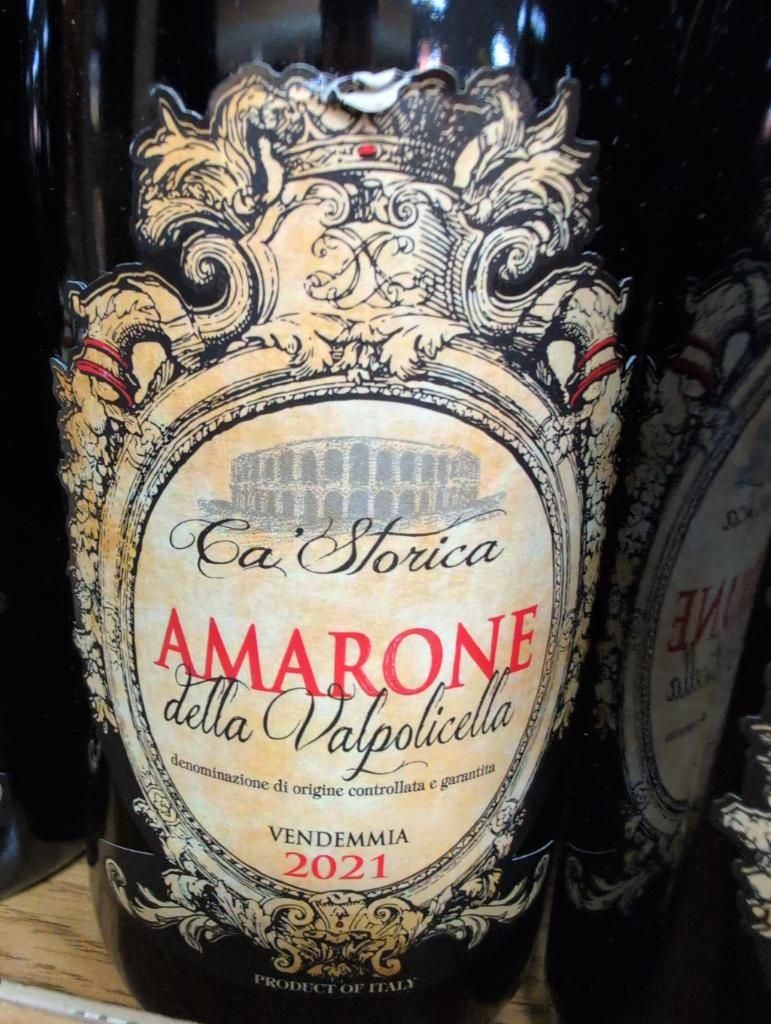 Ca' Storica
AMARONE
della Valpolicella
denominazione di origine controllata e garantita
VENDEMMIA
2021
PRODUCT OF ITALY